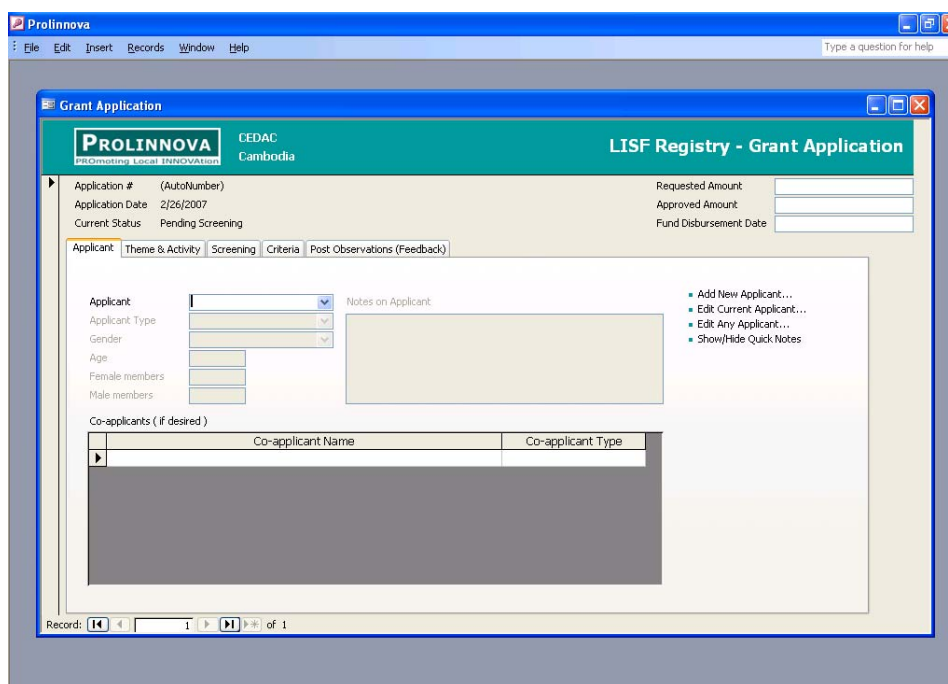 Prolinnova
File Edit Insert Records Window Help
Type a question for help
Grant Application
PROLINNOVA
PROmoting Local INNOVAtion
CEDAC
Cambodia
LISF Registry - Grant Application
Application # (AutoNumber)
Application Date 2/26/2007
Current Status Pending Screening
Requested Amount
Approved Amount
Fund Disbursement Date
Applicant Theme & Activity Screening Criteria Post Observations (Feedback)
Applicant
Applicant Type
Gender
Age
Female members
Male members
Notes on Applicant
Add New Applicant...
Edit Current Applicant...
Edit Any Applicant...
Show/Hide Quick Notes
Co-applicants ( if desired )
Co-applicant Name Co-applicant Type
Record: 1 of 1